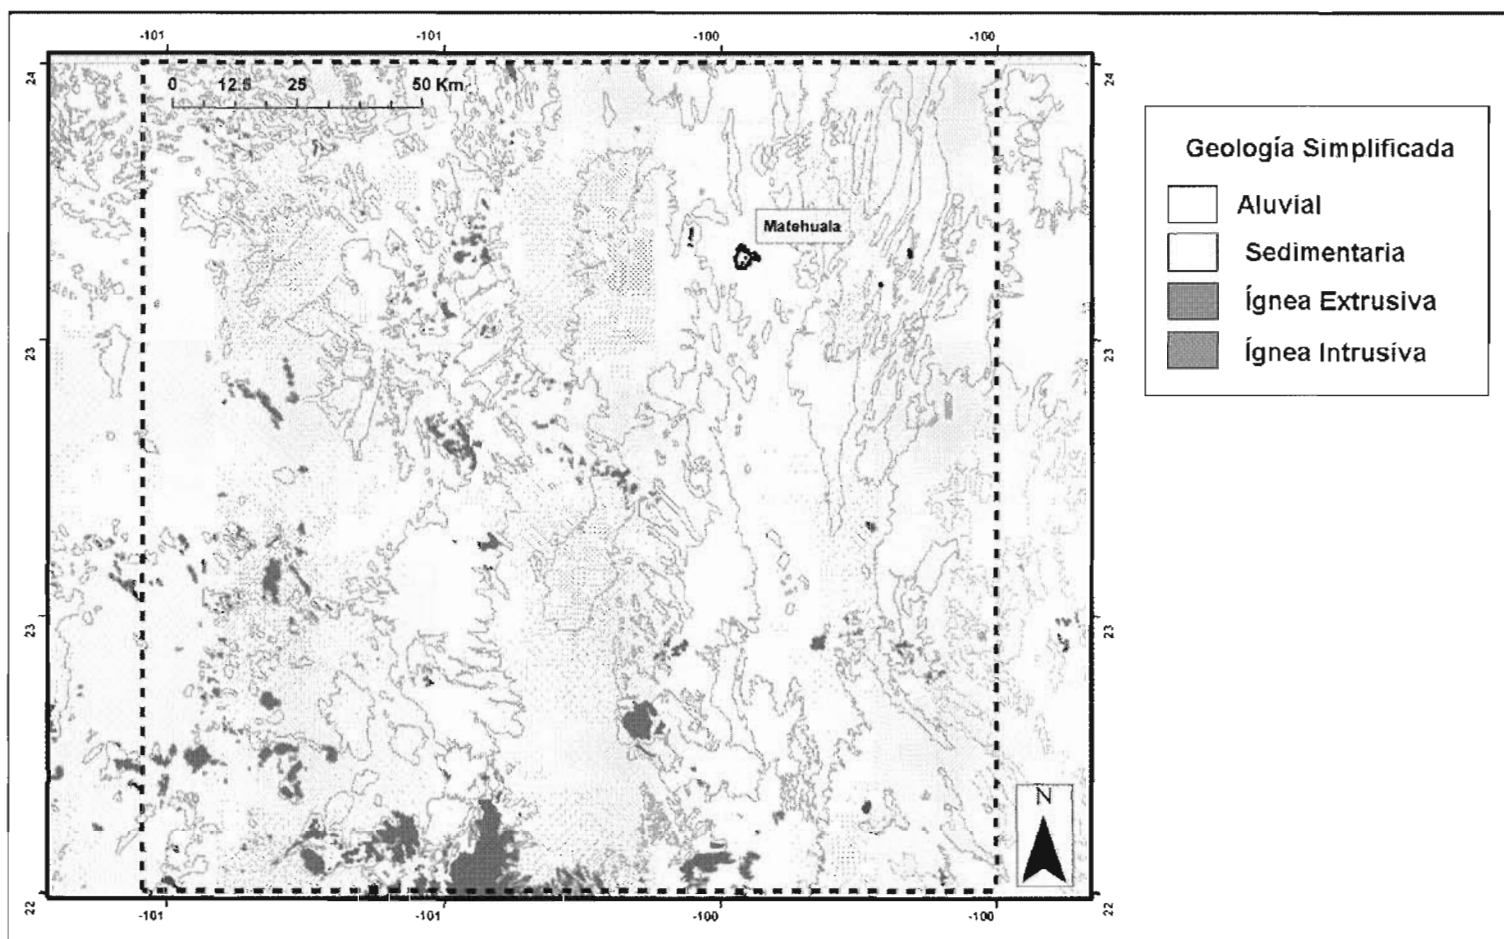 -101 -101 -100 -100
24 24
0 12.5 25 50 Km
Geología Simplificada
Matehuala
Aluvial
Sedimentaria
Ígnea Extrusiva
Ígnea Intrusiva
23 23
23 23
N
22 22
-101 -101 -100 -100